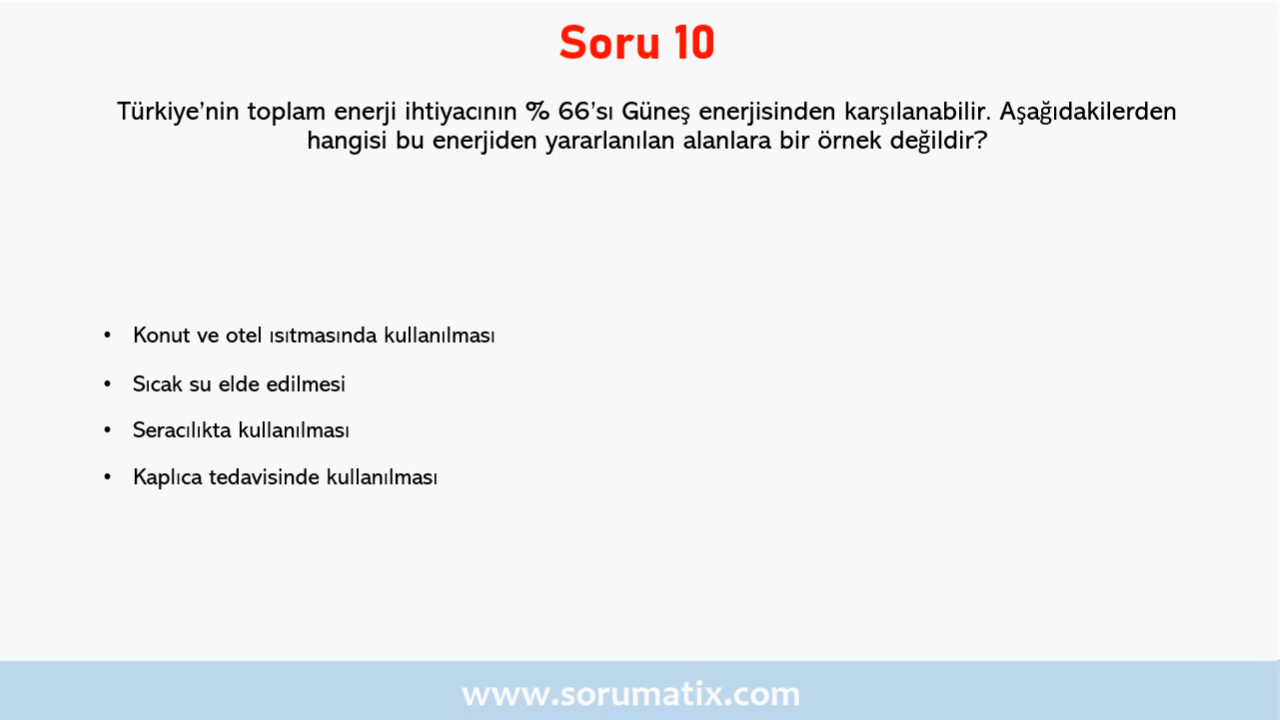 Soru 10
Türkiye'nin toplam enerji ihtiyacının % 66'sı Güneş enerjisinden karşılanabilir. Aşağıdakilerden
hangisi bu enerjiden yararlanılan alanlara bir örnek değildir?
• Konut ve otel ısıtmasında kullanılması
• Sıcak su elde edilmesi
• Seracılıkta kullanılması
• Kaplıca tedavisinde kullanılması
www.sorumatix.com